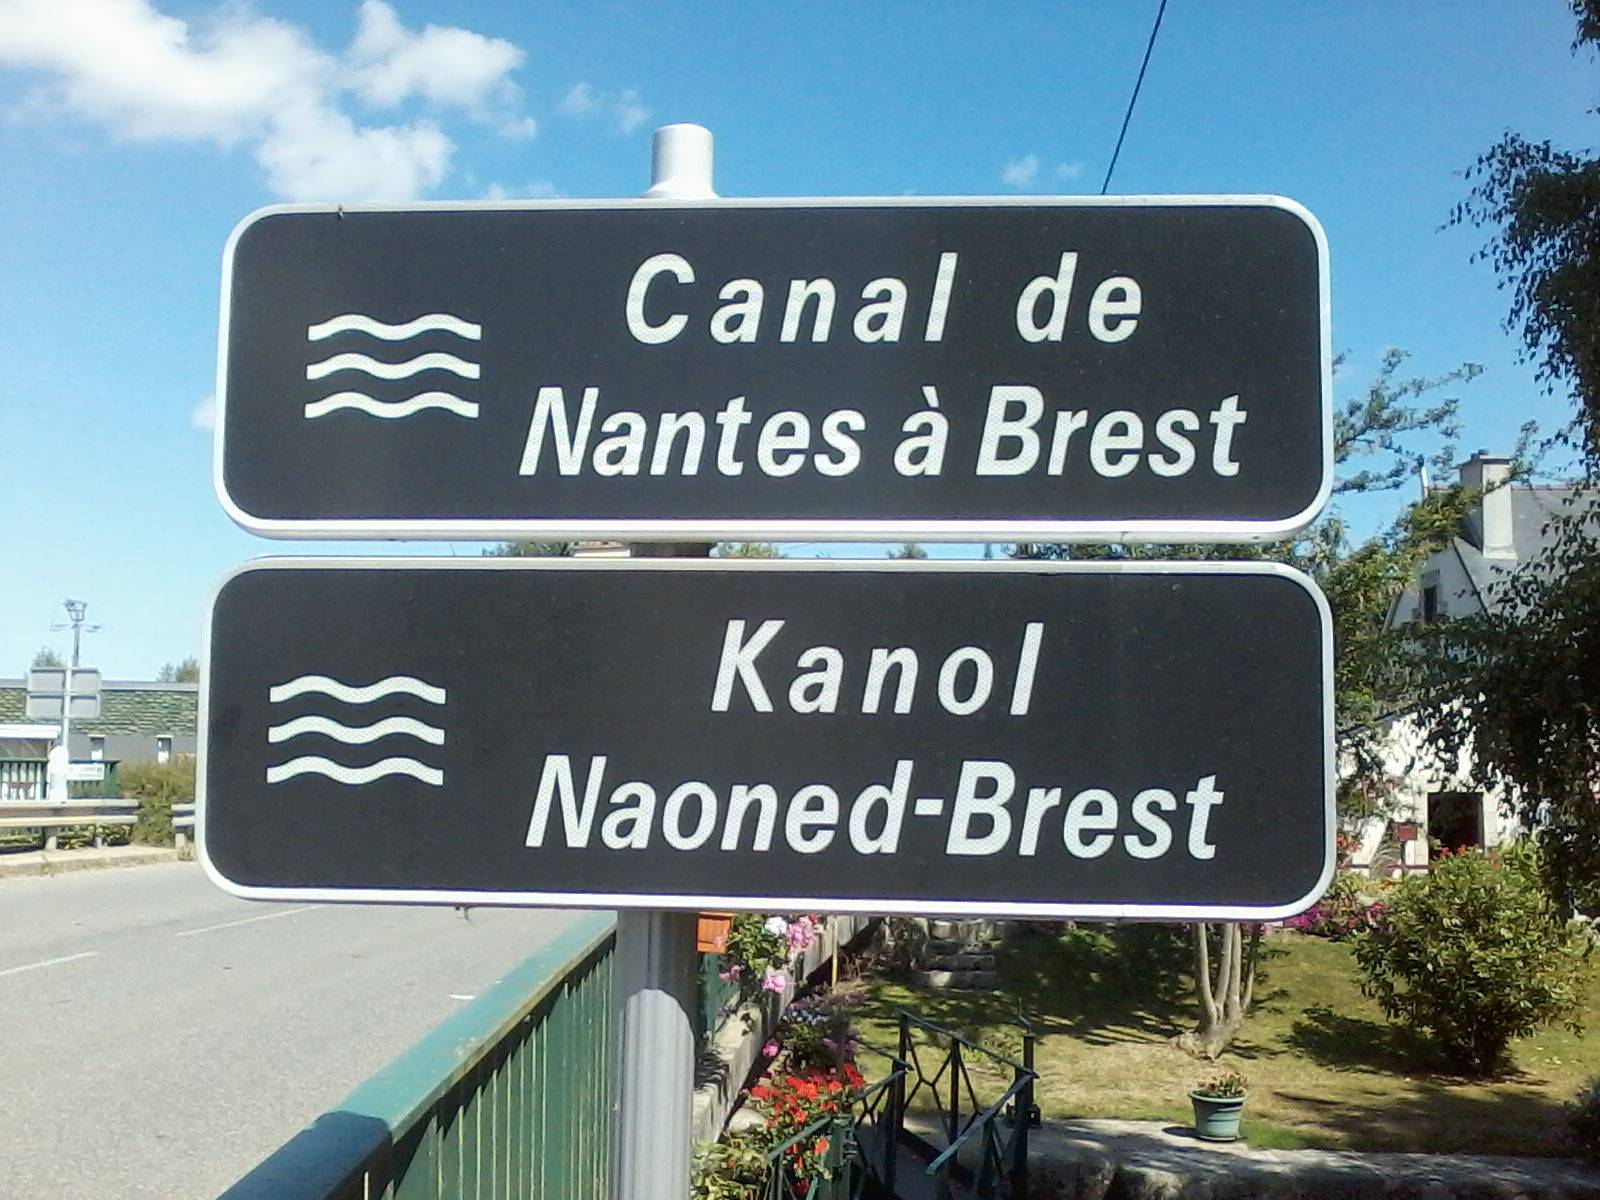 Canal de
Nantes à Brest
Kanol
Naoned-Brest